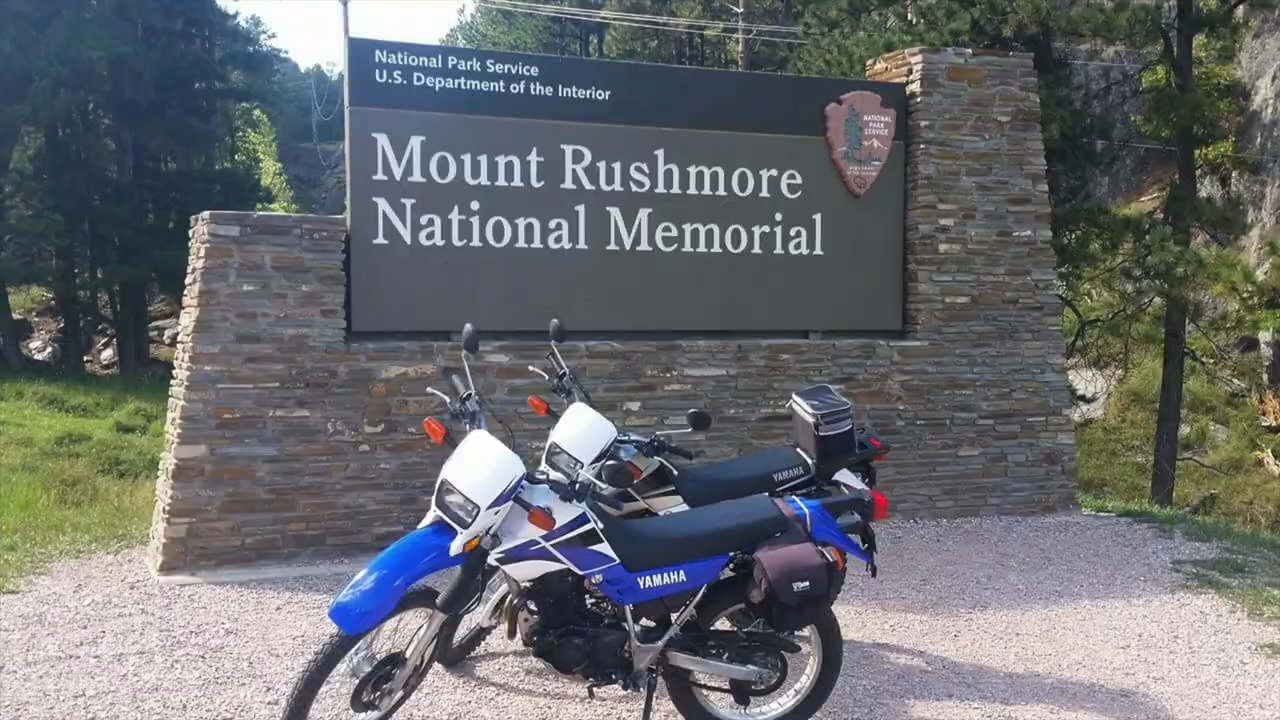 National Park Service
U.S. Department of the Interior
NATIONAL
PARK
SERVICE
Mount Rushmore
National Memorial
YAMAHA
YAMAHA